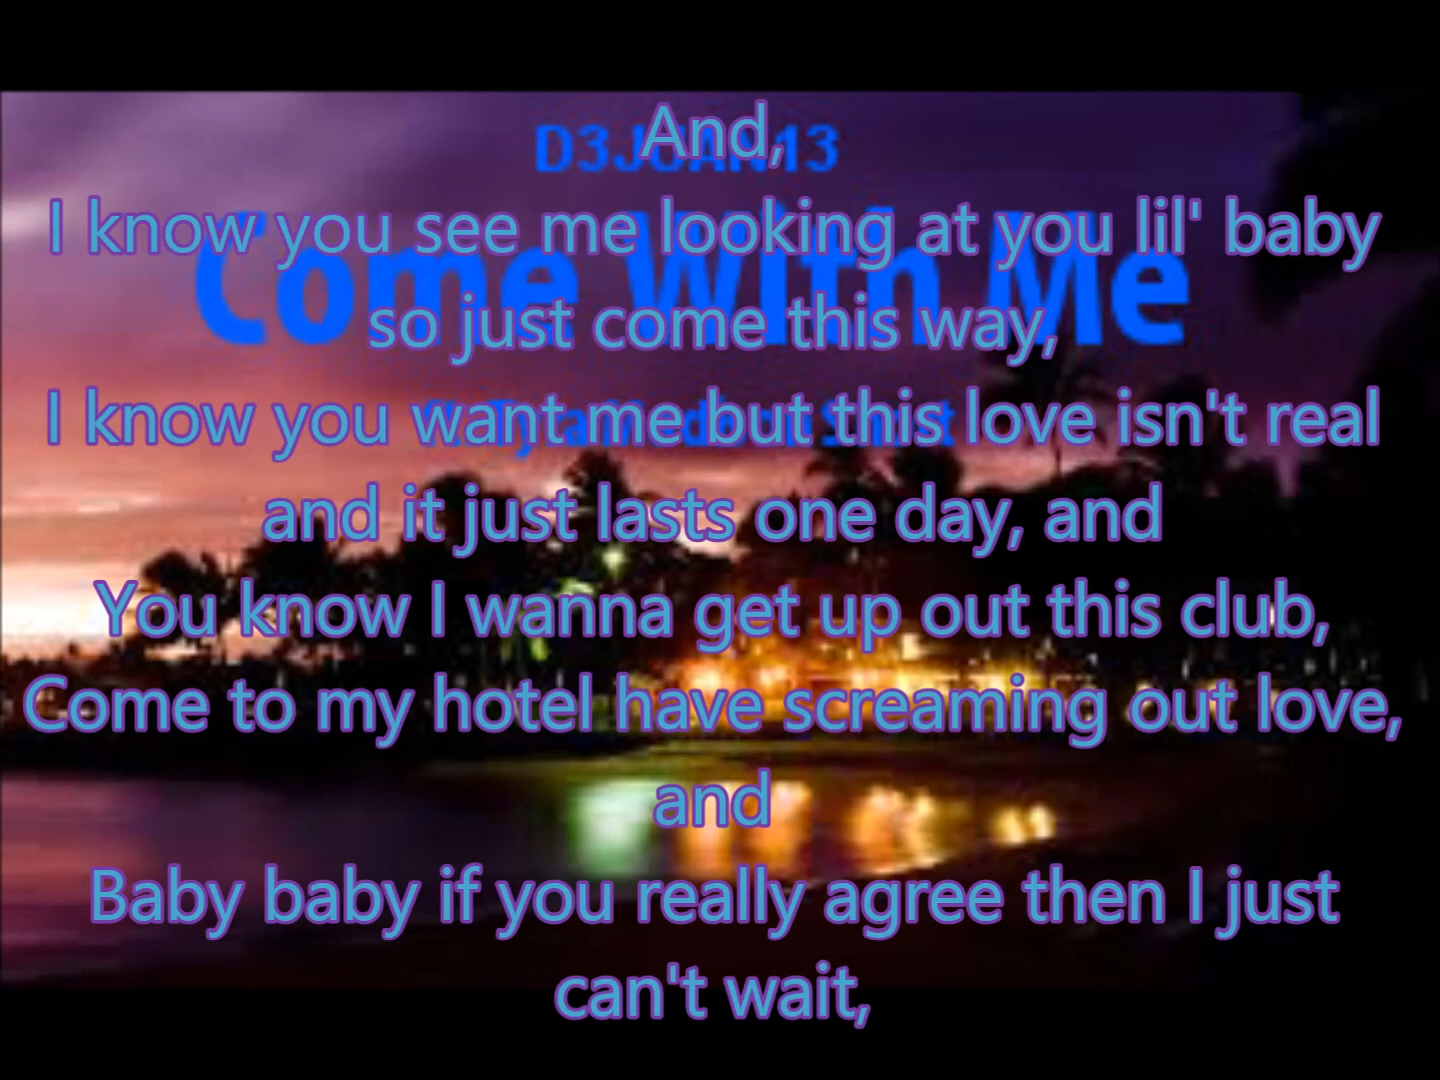 D3JUAN13
Come With Me
And,
I know you see me looking at you lil' baby
so just come this way,
I know you want me but this love isn't real
and it just lasts one day, and
You know I wanna get up out this club,
Come to my hotel have screaming out love,
and
Baby baby if you really agree then I just
can't wait,